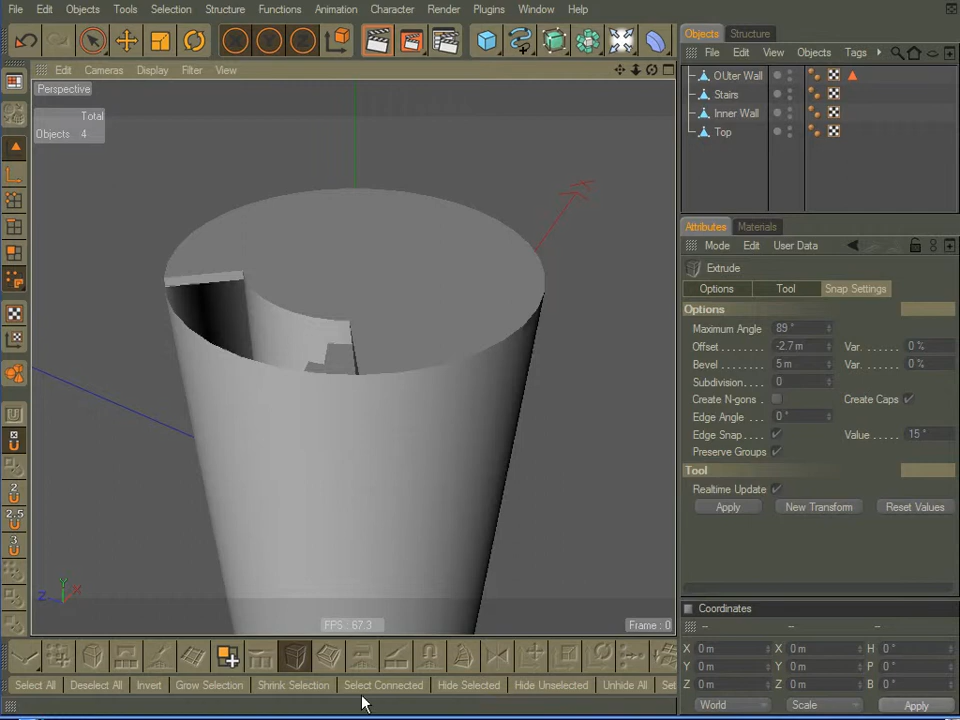 File Edit Objects Tools Selection Structure Functions Animation Character Render Plugins Window Help
Edit Cameras Display Filter View
Perspective
Total
Objects 4
FPS : 67.3
Frame : 0
2
2.5
3
Select All Deselect All Invert Grow Selection Shrink Selection Select Connected Hide Selected Hide Unselected Unhide All
Objects Structure
File Edit View Objects Tags
OUter Wall
Stairs
Inner Wall
Top
Attributes Materials
Mode Edit User Data
Extrude
Options Tool Snap Settings
Options
Maximum Angle 89 °
Offset -2.7 m Var. 0 %
Bevel 5 m Var. 0 %
Subdivision 0
Create N-gons Create Caps
Edge Angle 0 °
Edge Snap Value 15 °
Preserve Groups
Tool
Realtime Update
Apply New Transform Reset Values
Coordinates
X 0 m X 0 m H 0 °
Y 0 m Y 0 m P 0 °
Z 0 m Z 0 m B 0 °
World Scale Apply
Y
X
Z